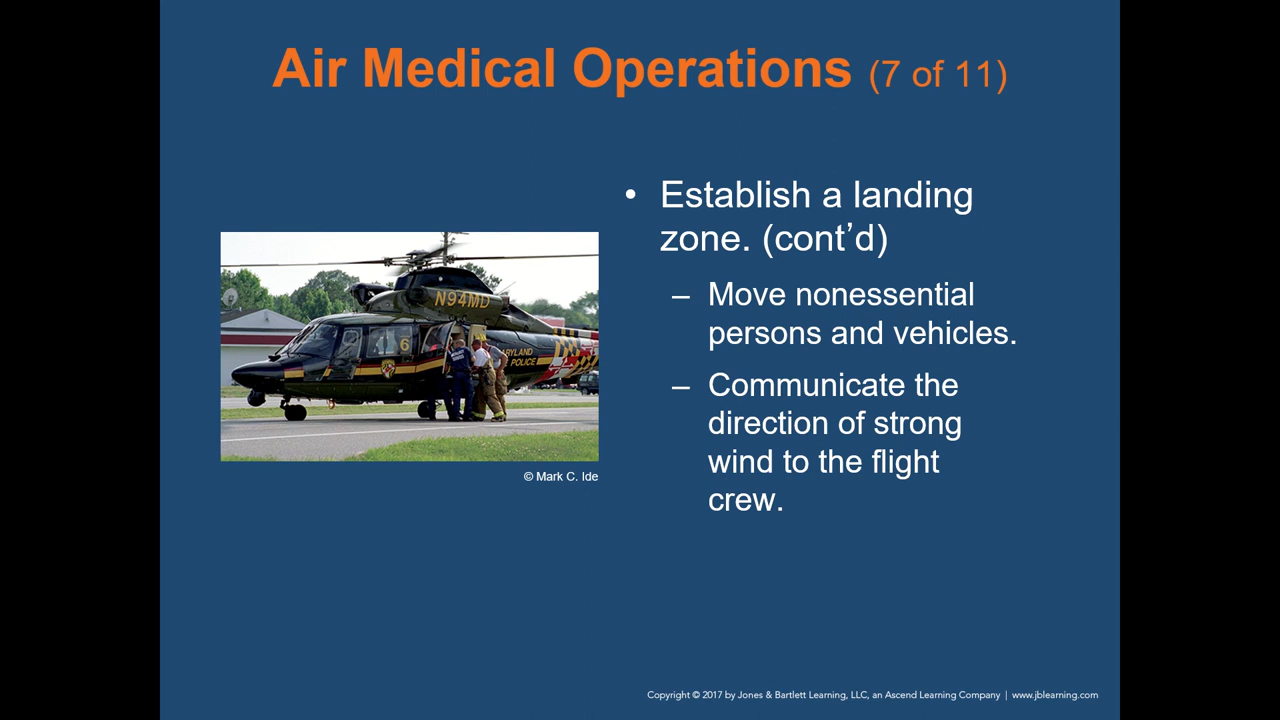 Air Medical Operations (7 of 11)
• Establish a landing
zone. (cont’d)
– Move nonessential
persons and vehicles.
– Communicate the
direction of strong
wind to the flight
crew.
N94MD
6
RYLAND
POLICE
© Mark C. Ide
Copyright © 2017 by Jones & Bartlett Learning, LLC, an Ascend Learning Company | www.jblearning.com